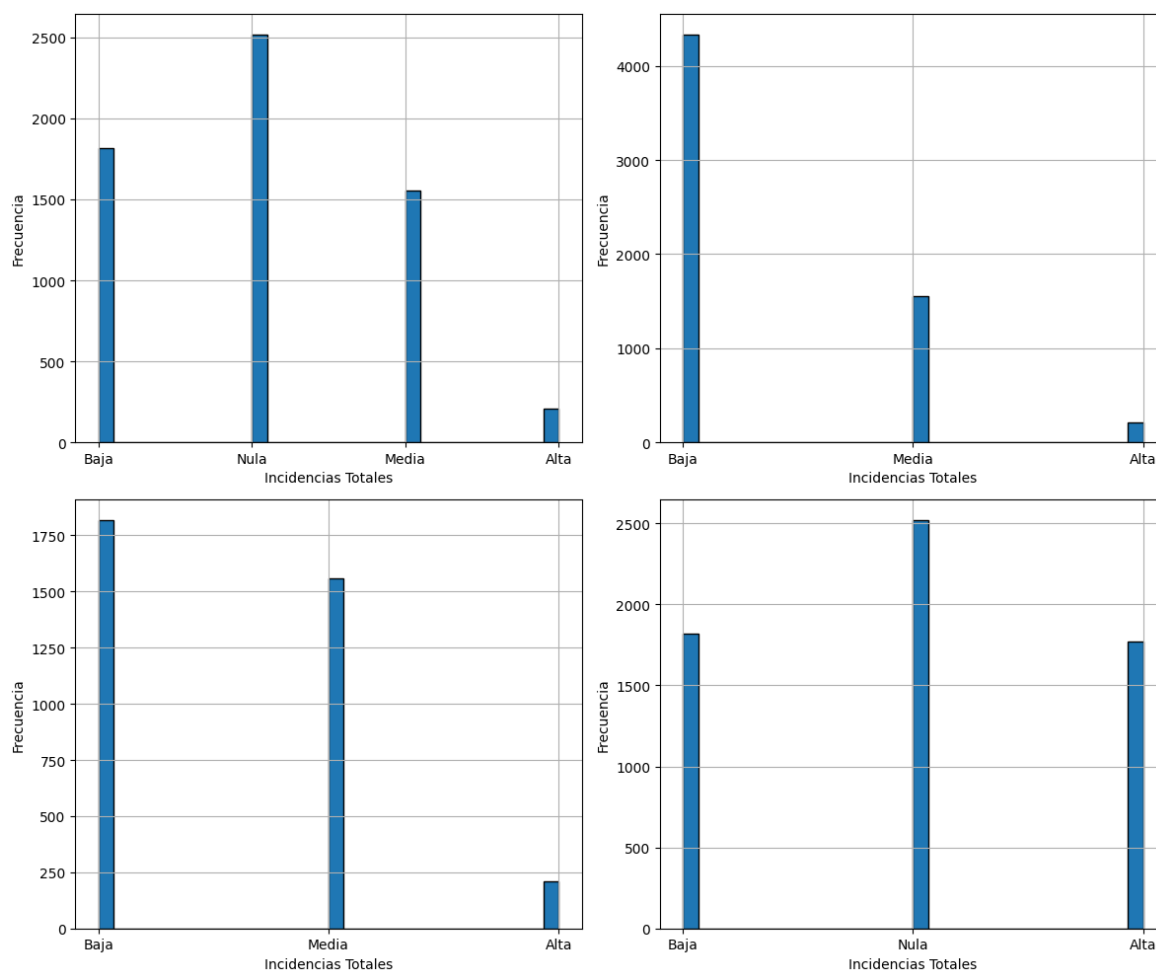 2500
2000
1500
1000
500
0
Frecuencia
Baja Nula Media Alta
Incidencias Totales
4000
3000
2000
1000
0
Frecuencia
Baja Media Alta
Incidencias Totales
1750
1500
1250
1000
750
500
250
0
Frecuencia
Baja Media Alta
Incidencias Totales
2500
2000
1500
1000
500
0
Frecuencia
Baja Nula Alta
Incidencias Totales